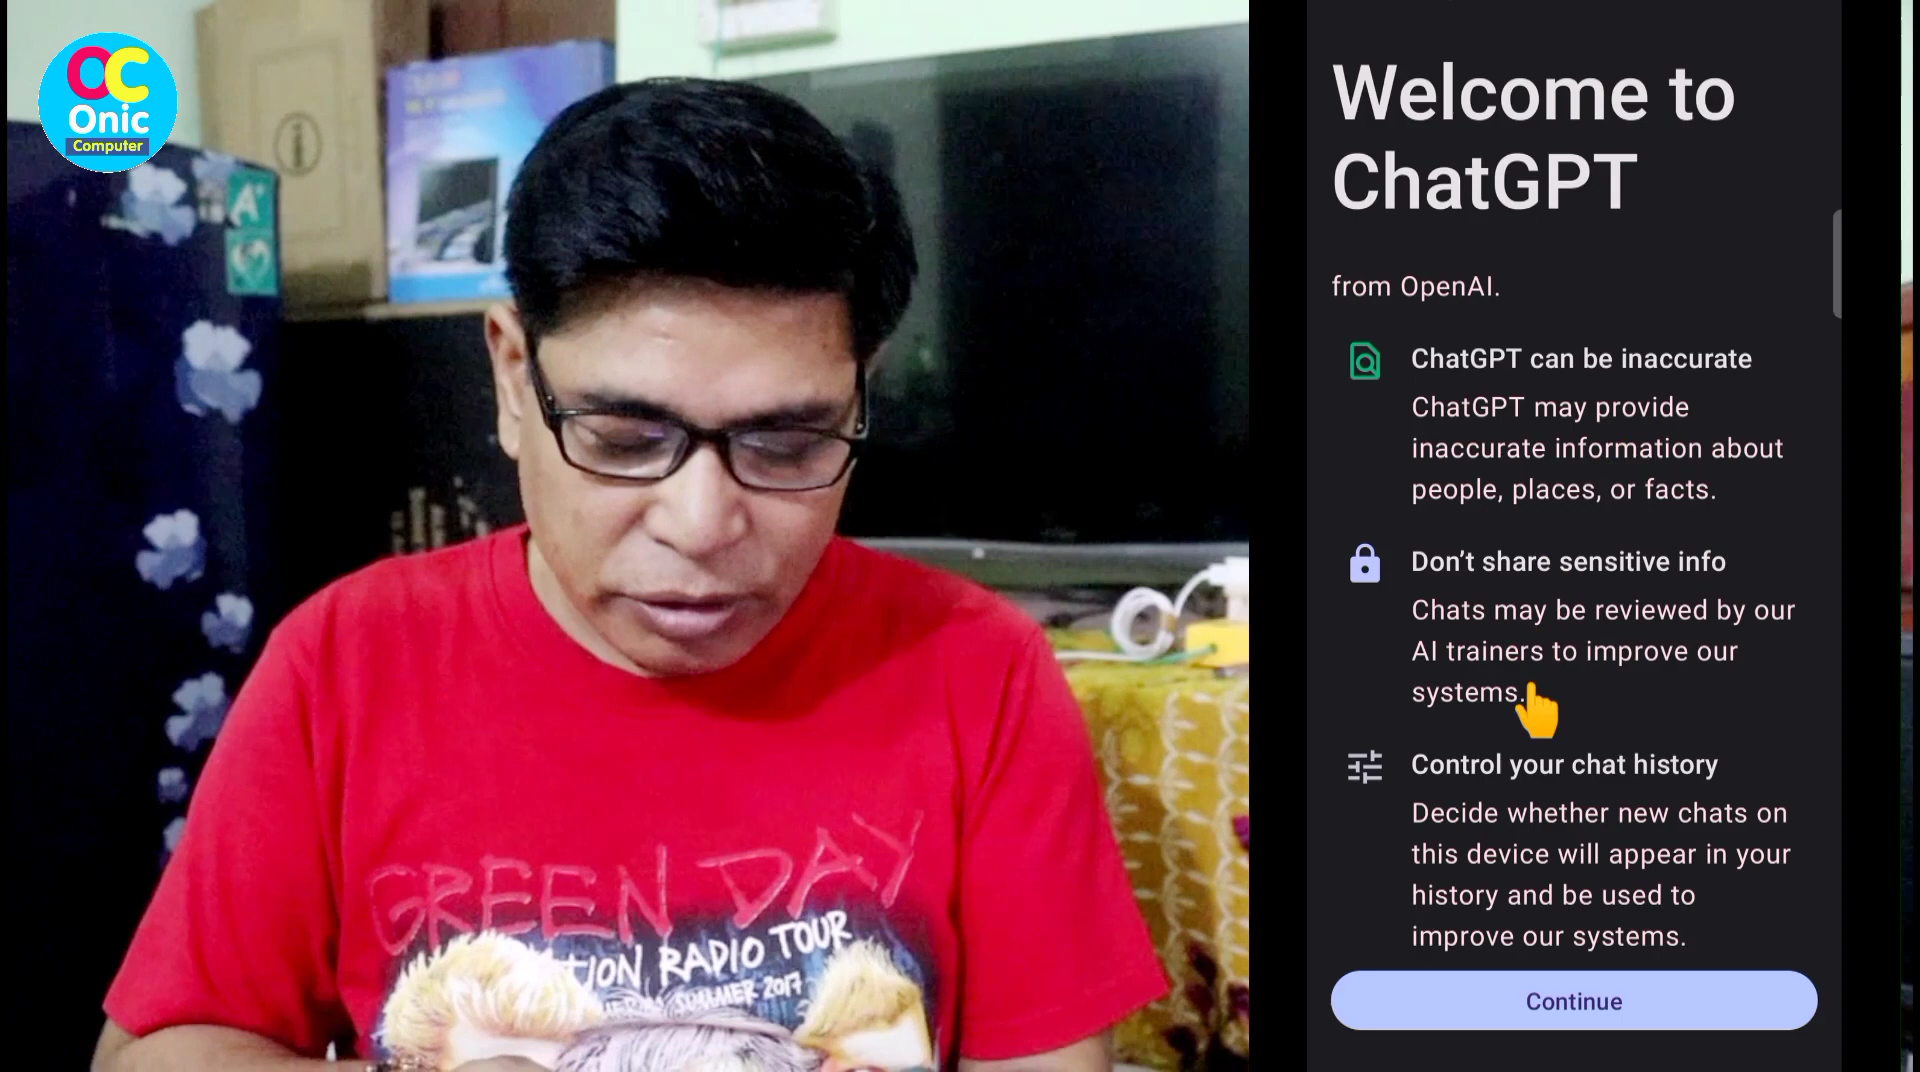 OC
Onic
Computer
A+
GREEN DAY
RADIO TOUR
SUMMER 2017
Welcome to
ChatGPT
from OpenAI.
ChatGPT can be inaccurate
ChatGPT may provide
inaccurate information about
people, places, or facts.
Don’t share sensitive info
Chats may be reviewed by our
AI trainers to improve our
systems.
Control your chat history
Decide whether new chats on
this device will appear in your
history and be used to
improve our systems.
Continue